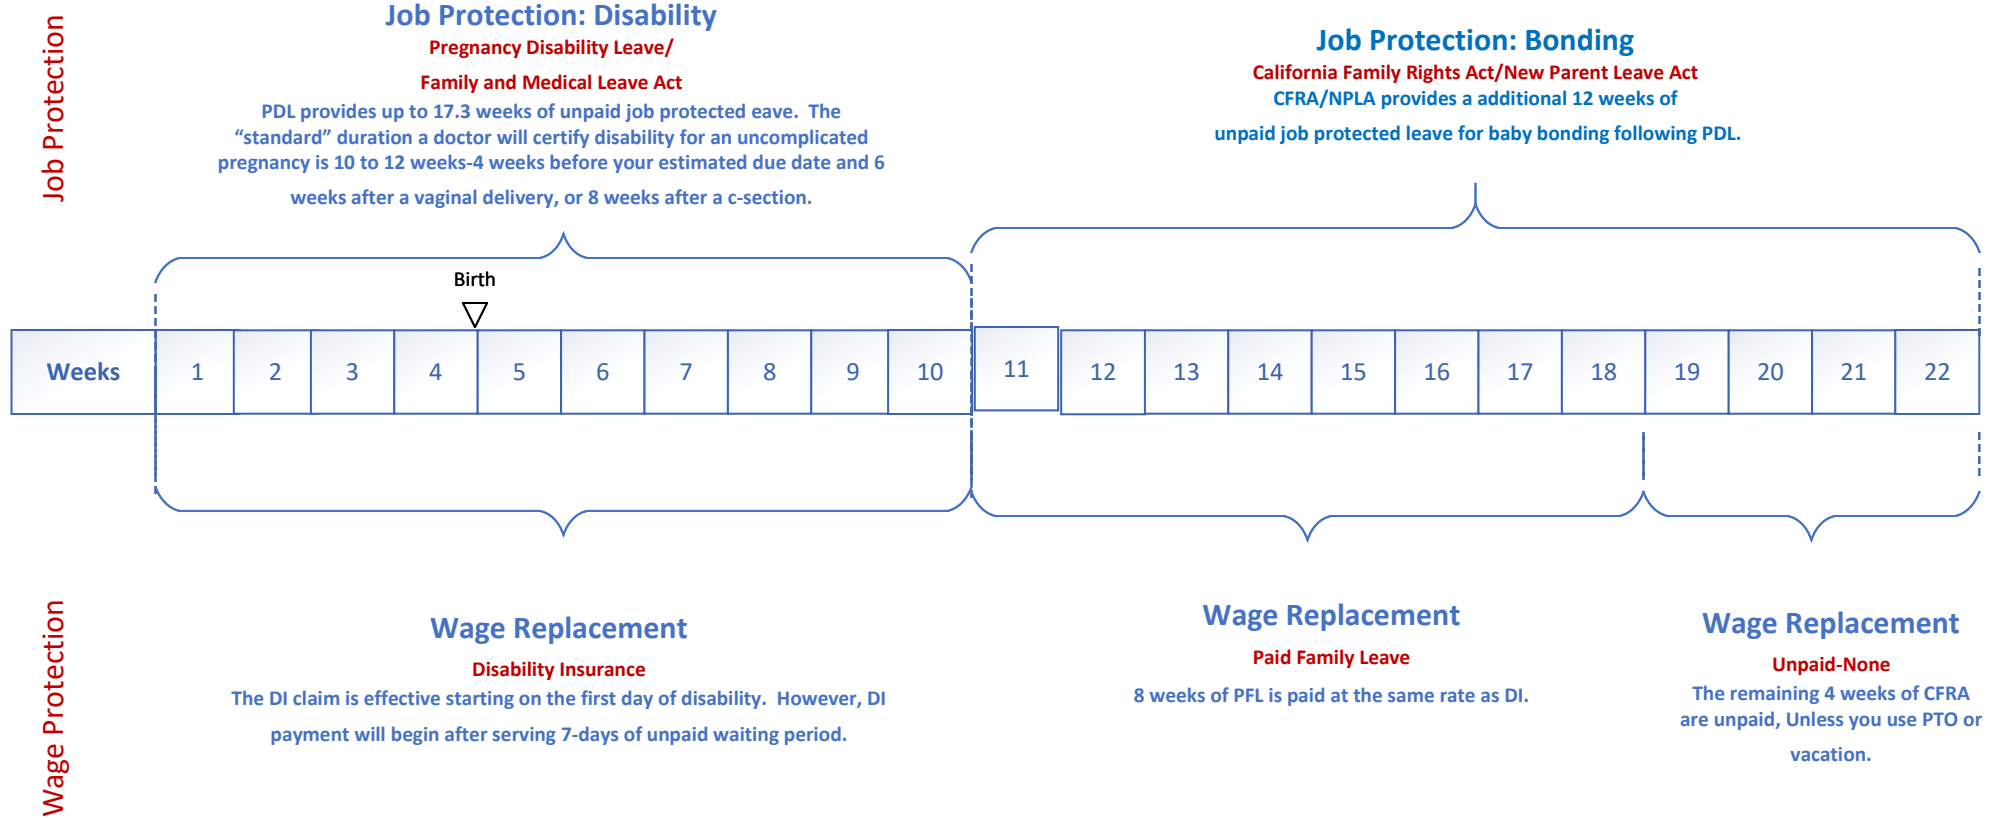 Job Protection
Job Protection: Disability
Pregnancy Disability Leave/
Family and Medical Leave Act
PDL provides up to 17.3 weeks of unpaid job protected eave.  The
“standard” duration a doctor will certify disability for an uncomplicated
pregnancy is 10 to 12 weeks-4 weeks before your estimated due date and 6
weeks after a vaginal delivery, or 8 weeks after a c-section.
Job Protection: Bonding
California Family Rights Act/New Parent Leave Act
CFRA/NPLA provides a additional 12 weeks of
unpaid job protected leave for baby bonding following PDL.
Birth
Weeks 1 2 3 4 5 6 7 8 9 10 11 12 13 14 15 16 17 18 19 20 21 22
Wage Protection
Wage Replacement
Disability Insurance
The DI claim is effective starting on the first day of disability.  However, DI
payment will begin after serving 7-days of unpaid waiting period.
Wage Replacement
Paid Family Leave
8 weeks of PFL is paid at the same rate as DI.
Wage Replacement
Unpaid-None
The remaining 4 weeks of CFRA
are unpaid, Unless you use PTO or
vacation.